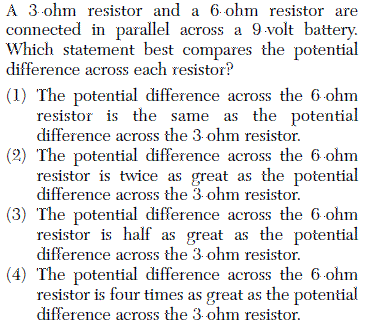 A 3-ohm resistor and a 6-ohm resistor are
connected in parallel across a 9-volt battery.
Which statement best compares the potential
difference across each resistor?
(1) The potential difference across the 6-ohm
resistor is the same as the potential
difference across the 3-ohm resistor.
(2) The potential difference across the 6-ohm
resistor is twice as great as the potential
difference across the 3-ohm resistor.
(3) The potential difference across the 6-ohm
resistor is half as great as the potential
difference across the 3-ohm resistor.
(4) The potential difference across the 6-ohm
resistor is four times as great as the potential
difference across the 3-ohm resistor.